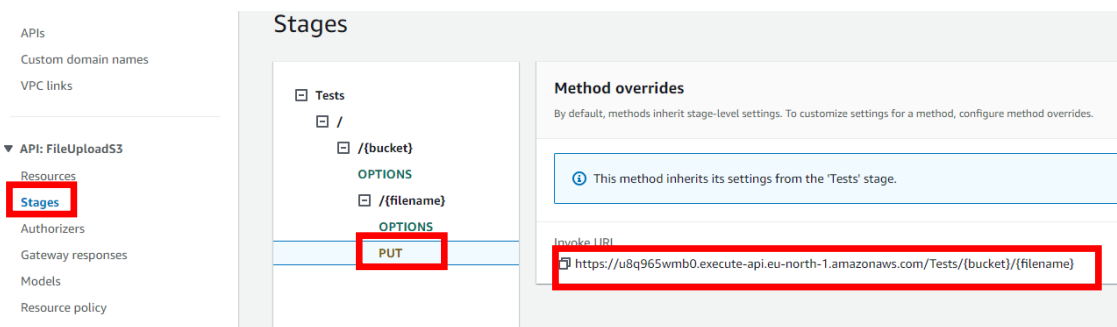 APIs
Custom domain names
VPC links
▼ API: FileUploadS3
Resources
Stages
Authorizers
Gateway responses
Models
Resource policy
Stages
Tests
/
/{bucket}
OPTIONS
/{filename}
OPTIONS
PUT
Method overrides
By default, methods inherit stage-level settings. To customize settings for a method, configure method overrides.
This method inherits its settings from the 'Tests' stage.
Invoke URL
https://u8q965wmb0.execute-api.eu-north-1.amazonaws.com/Tests/{bucket}/{filename}